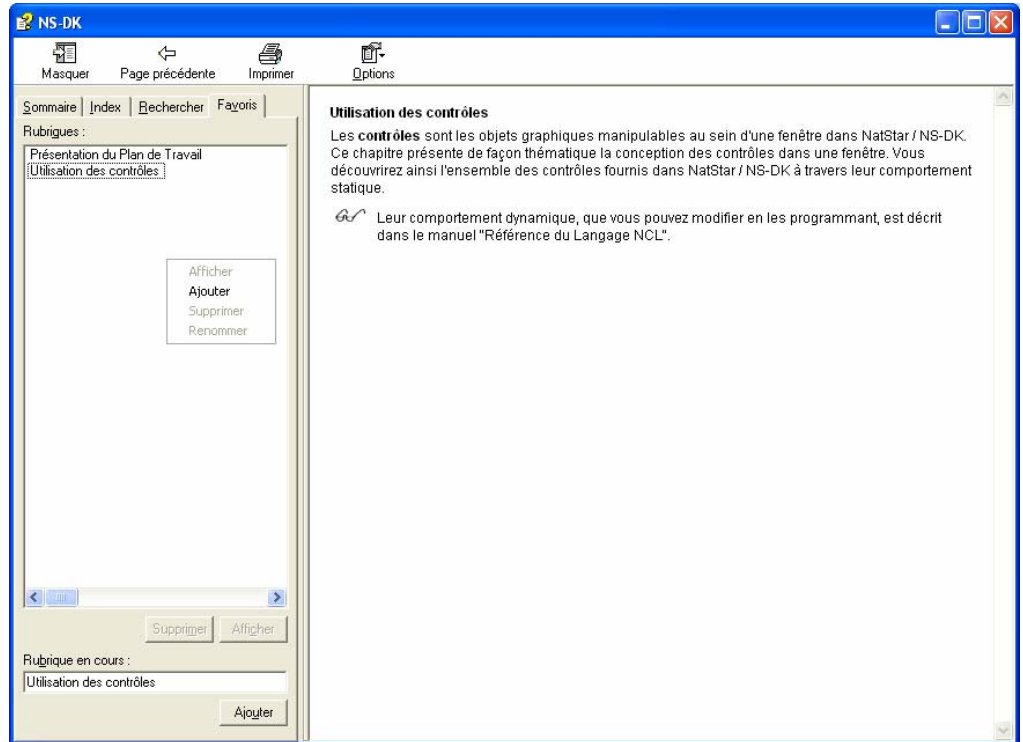 NS-DK
Masquer Page précédente Imprimer Options
Sommaire Index Rechercher Favoris
Rubriques :
Présentation du Plan de Travail
Utilisation des contrôles
Afficher
Ajouter
Supprimer
Renommer
Supprimer Afficher
Rubrique en cours :
Utilisation des contrôles
Ajouter
Utilisation des contrôles
Les contrôles sont les objets graphiques manipulables au sein d'une fenêtre dans NatStar / NS-DK.
Ce chapitre présente de façon thématique la conception des contrôles dans une fenêtre. Vous
découvrirez ainsi l'ensemble des contrôles fournis dans NatStar / NS-DK à travers leur comportement
statique.
Leur comportement dynamique, que vous pouvez modifier en les programmant, est décrit
dans le manuel "Référence du Langage NCL".